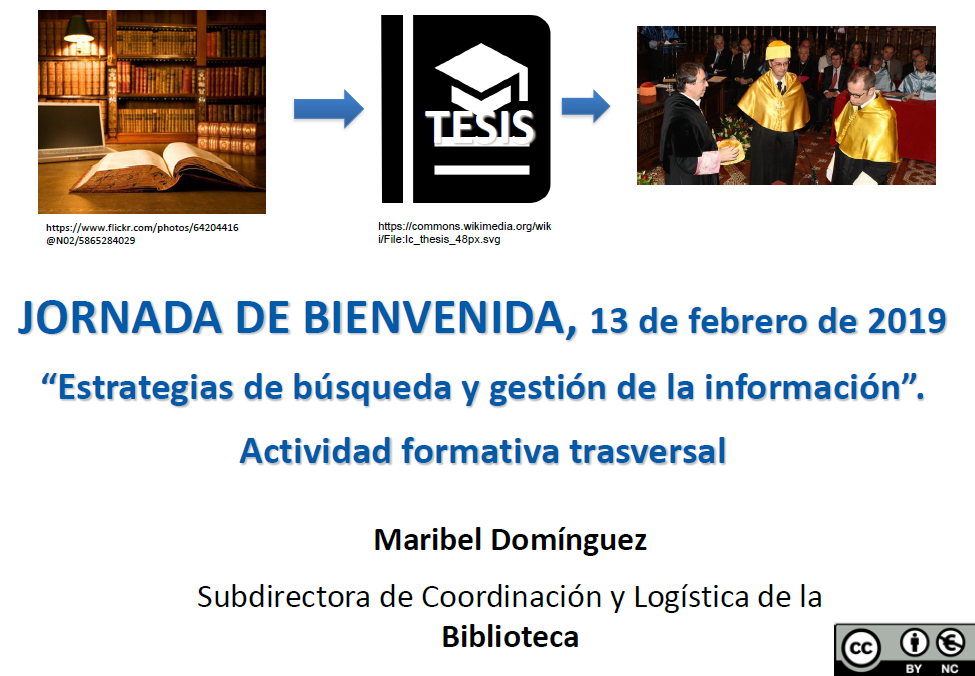 TESIS
https://www.flickr.com/photos/64204416
@N02/5865284029
https://commons.wikimedia.org/wik
i/File:Ic_thesis_48px.svg
JORNADA DE BIENVENIDA, 13 de febrero de 2019
“Estrategias de búsqueda y gestión de la información”.
Actividad formativa trasversal
Maribel Domínguez
Subdirectora de Coordinación y Logística de la
Biblioteca
cc
BY NC